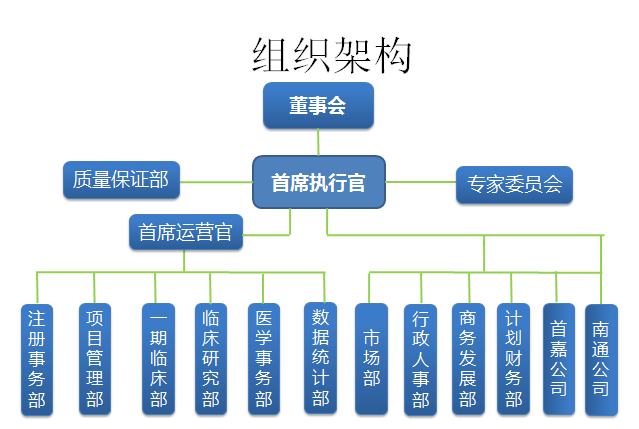 组织架构
董事会
质量保证部
首席执行官
专家委员会
首席运营官
注册事务部
项目管理部
一期临床部
临床研究部
医学事务部
数据统计部
市场部
行政人事部
商务发展部
计划财务部
首嘉公司
南通公司